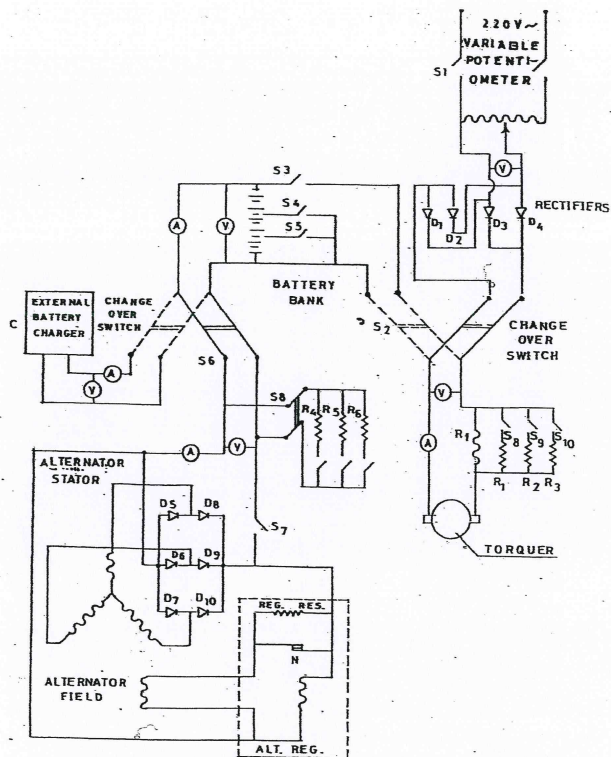 220V~
VARIABLE
POTENTI-
OMETER
S1
S3
S4
S5
A
V
V
RECTIFIERS
D1
D2
D3
D4
BATTERY
BANK
C
EXTERNAL
BATTERY
CHARGER
CHANGE
OVER
SWITCH
A
V
S6
S2
CHANGE
OVER
SWITCH
S8
R4
R5
R6
V
A
R1
S8
S9
S10
R1
R2
R3
A
V
ALTERNATOR
STATOR
S7
TORQUER
D5
D8
D6
D9
D7
D10
REG. RES.
N
ALTERNATOR
FIELD
ALT. REG.